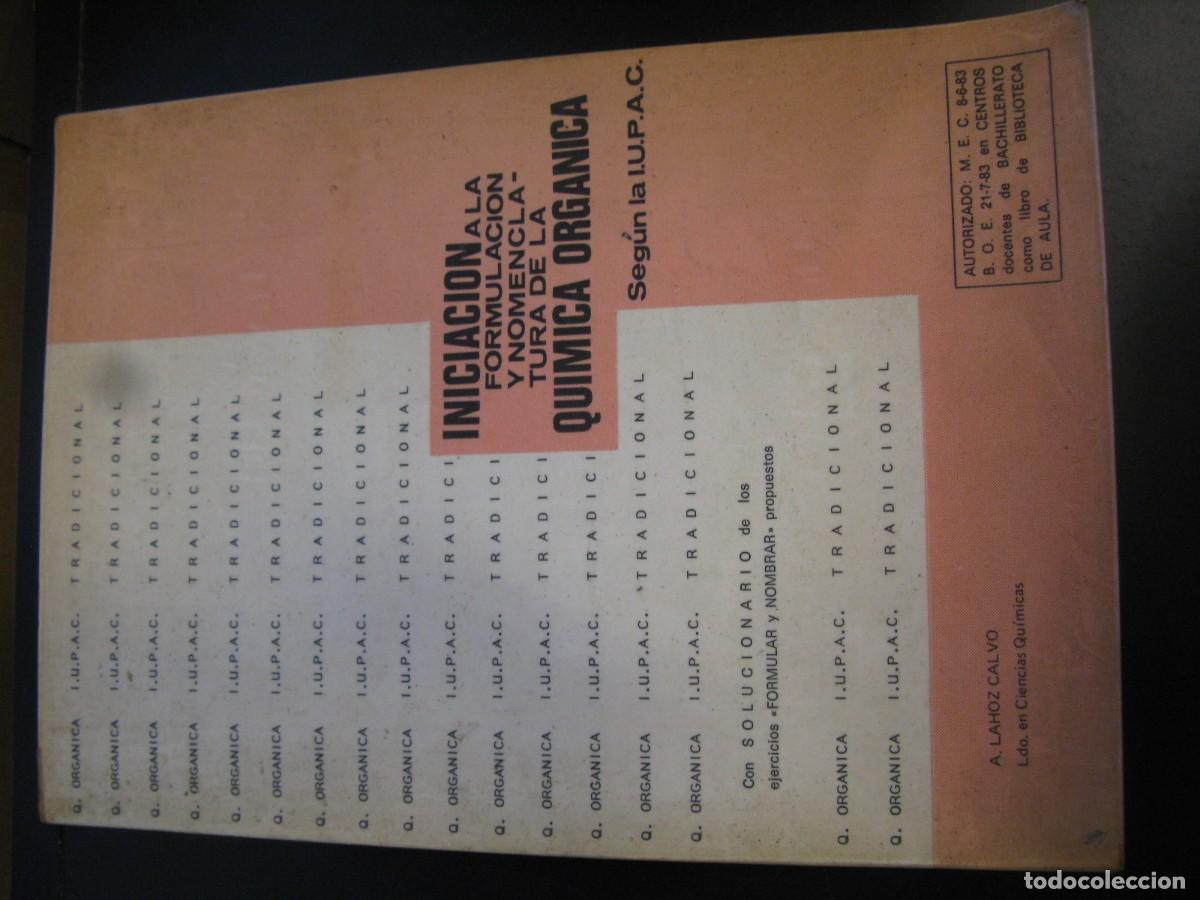 Q. ORGANICA I.U.P.A.C. TRADICIONAL
Q. ORGANICA I.U.P.A.C. TRADICIONAL
Q. ORGANICA I.U.P.A.C. TRADICIONAL
Q. ORGANICA I.U.P.A.C. TRADICIONAL
Q. ORGANICA I.U.P.A.C. TRADICIONAL
Q. ORGANICA I.U.P.A.C. TRADICIONAL
Q. ORGANICA I.U.P.A.C. TRADICIONAL
Q. ORGANICA I.U.P.A.C. TRADICIONAL
Q. ORGANICA I.U.P.A.C. TRADICIONAL
Q. ORGANICA I.U.P.A.C. TRADICI
Q. ORGANICA I.U.P.A.C. TRADICI
Q. ORGANICA I.U.P.A.C. TRADICI
Q. ORGANICA I.U.P.A.C. TRADICI
INICIACION A LA
FORMULACION
Y NOMENCLA-
TURA DE LA
QUIMICA ORGANICA
Según la I.U.P.A.C.
Q. ORGANICA I.U.P.A.C. TRADICIONAL
Q. ORGANICA I.U.P.A.C. TRADICIONAL
Con SOLUCIONARIO de los
ejercicios «FORMULAR y NOMBRAR» propuestos
Q. ORGANICA I.U.P.A.C. TRADICIONAL
Q. ORGANICA I.U.P.A.C. TRADICIONAL
A. LAHOZ CALVO
Ldo. en Ciencias Químicas
AUTORIZADO: M. E. C. 8-6-83
B. O. E. 21-7-83 en CENTROS
docentes de BACHILLERATO
como libro de BIBLIOTECA
DE AULA.
todocoleccion